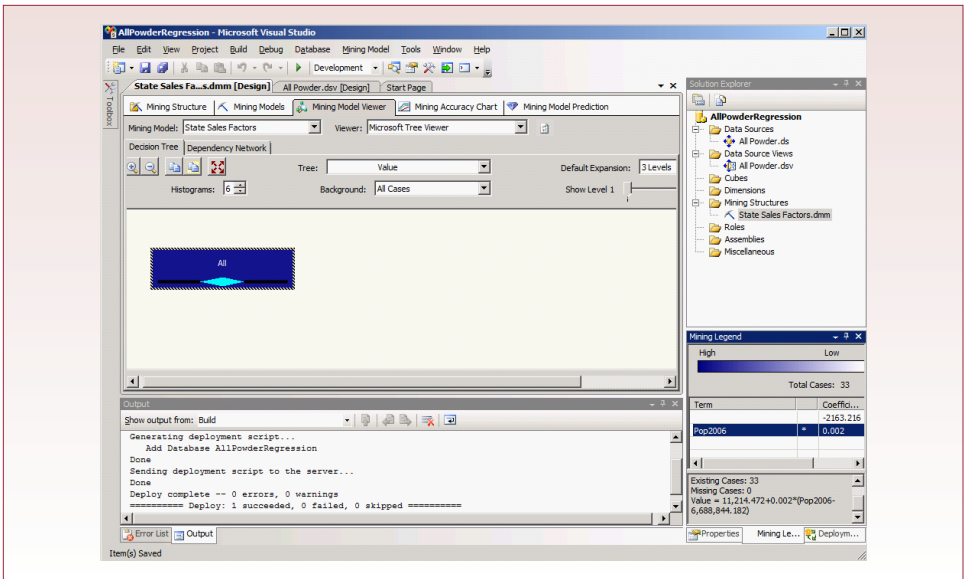 AllPowderRegression - Microsoft Visual Studio
File Edit View Project Build Debug Database Mining Model Tools Window Help
Development
State Sales Fa...s.dmm [Design] All Powder.dsv [Design] Start Page
Toolbox
Mining Structure Mining Models Mining Model Viewer Mining Accuracy Chart Mining Model Prediction
Mining Model: State Sales Factors Viewer: Microsoft Tree Viewer
Decision Tree Dependency Network
Tree: Value Default Expansion: 3 Levels
Histograms: 6 Background: All Cases Show Level 1
All
Output
Show output from: Build
Generating deployment script...
Add Database AllPowderRegression
Done
Sending deployment script to the server...
Done
Deploy complete -- 0 errors, 0 warnings
========== Deploy: 1 succeeded, 0 failed, 0 skipped ==========
Error List Output
Item(s) Saved
Solution Explorer
AllPowderRegression
Data Sources
All Powder.ds
Data Source Views
All Powder.dsv
Cubes
Dimensions
Mining Structures
State Sales Factors.dmm
Roles
Assemblies
Miscellaneous
Mining Legend
High Low
Total Cases: 33
Term Coeffici...
-2163.216
Pop2006 * 0.002
Existing Cases: 33
Missing Cases: 0
Value = 11,214.472+0.002*(Pop2006-
6,688,844.182)
Properties Mining Le... Deploym...